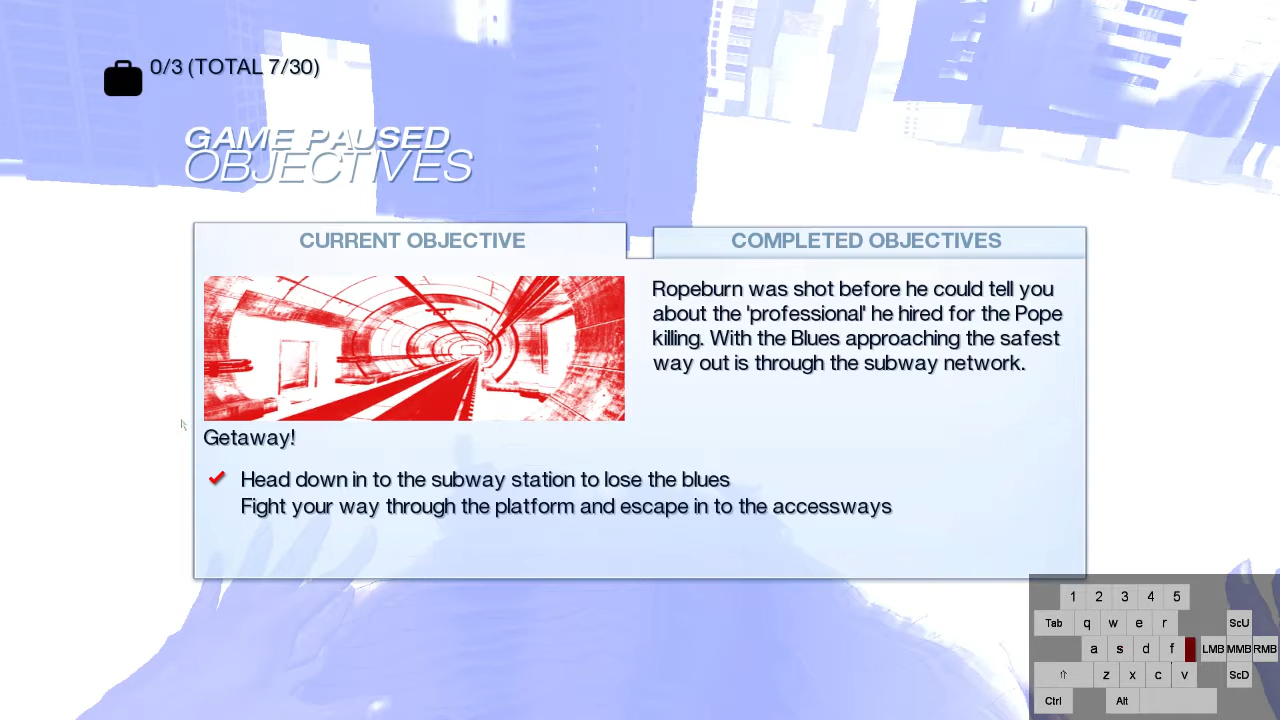 0/3 (TOTAL 7/30)
GAME PAUSED
OBJECTIVES
CURRENT OBJECTIVE
COMPLETED OBJECTIVES
Ropeburn was shot before he could tell you
about the 'professional' he hired for the Pope
killing. With the Blues approaching the safest
way out is through the subway network.
Getaway!
Head down in to the subway station to lose the blues
Fight your way through the platform and escape in to the accessways
1 2 3 4 5
Tab q w e r ScU
a s d f LMB MMB RMB
⇧ z x c v ScD
Ctrl Alt